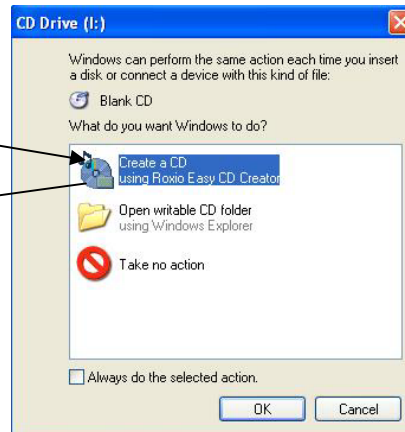 CD Drive (I:)
Windows can perform the same action each time you insert
a disk or connect a device with this kind of file:
Blank CD
What do you want Windows to do?
Create a CD
using Roxio Easy CD Creator
Open writable CD folder
using Windows Explorer
Take no action
Always do the selected action.
OK
Cancel